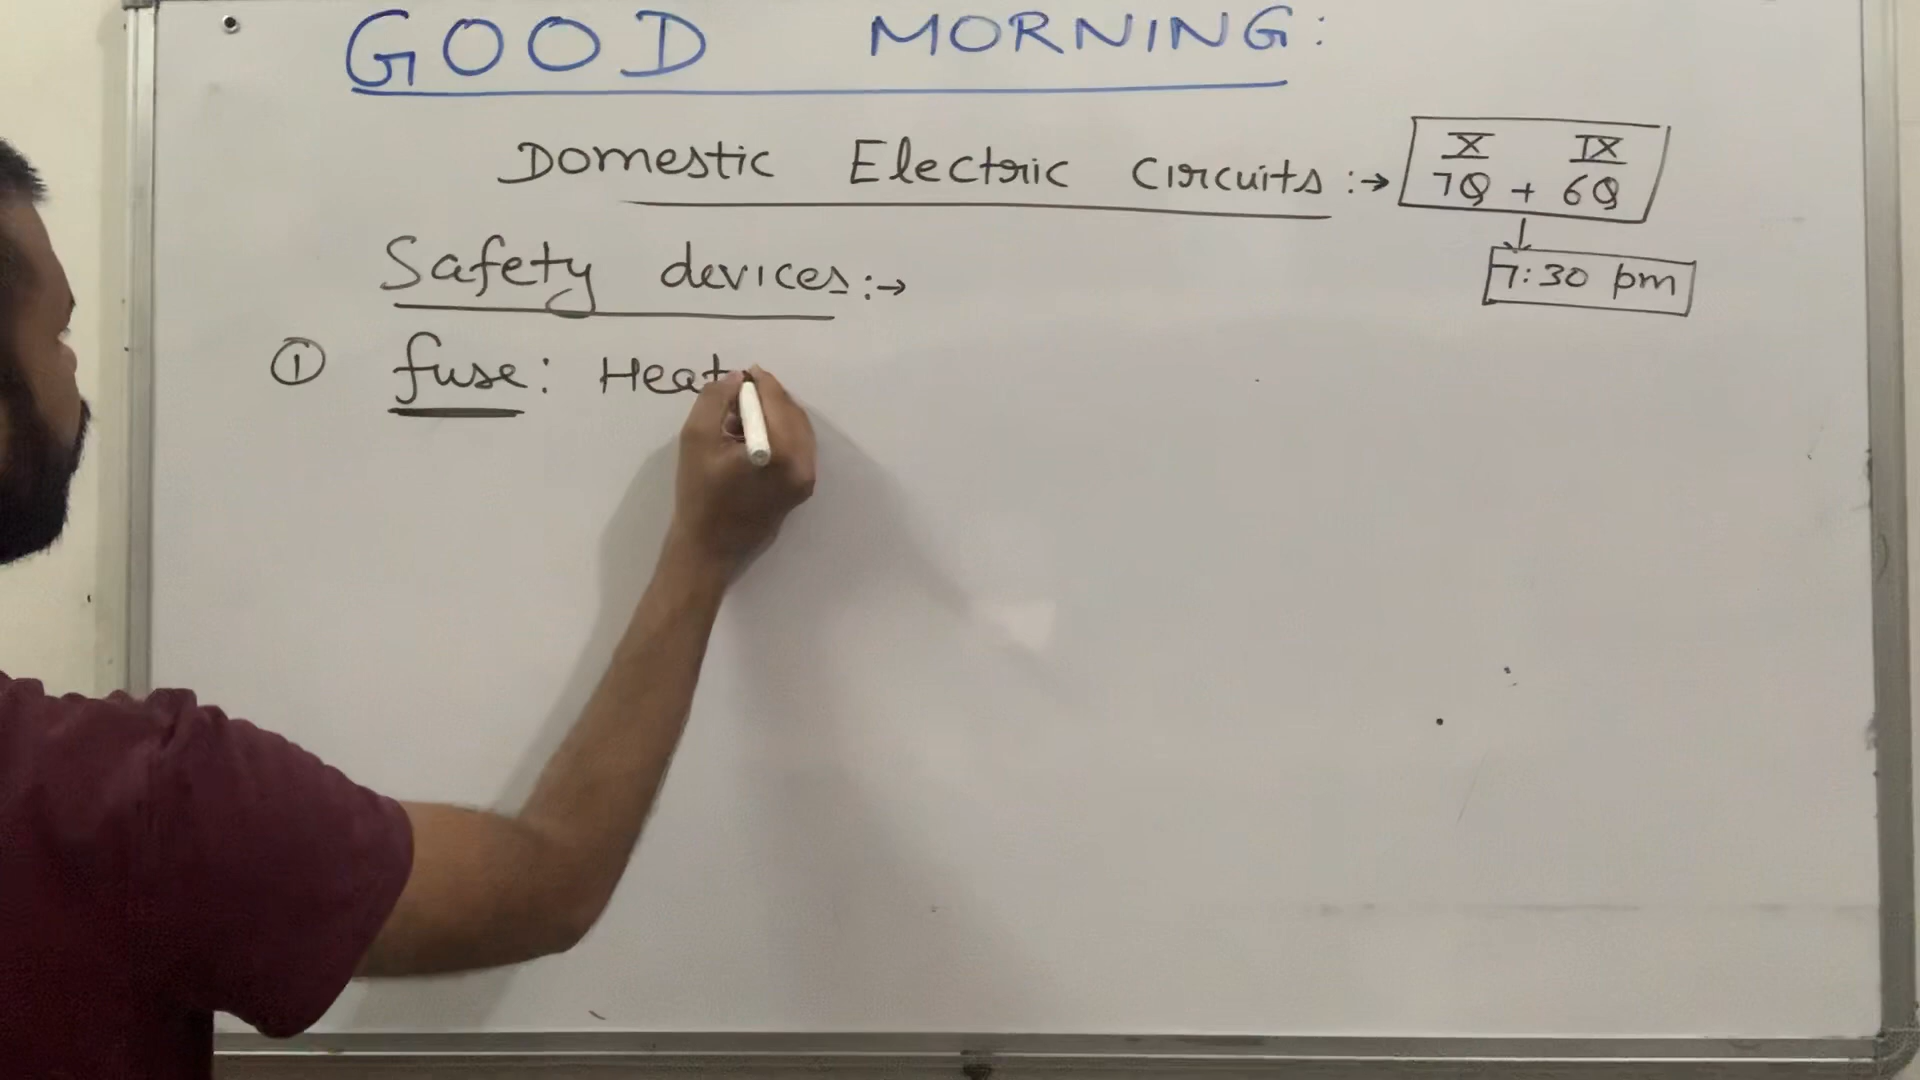 GOOD MORNING:
Domestic Electric Circuits :→
X IX
7Q + 6Q
7:30 pm
Safety devices :→
① fuse: Heat